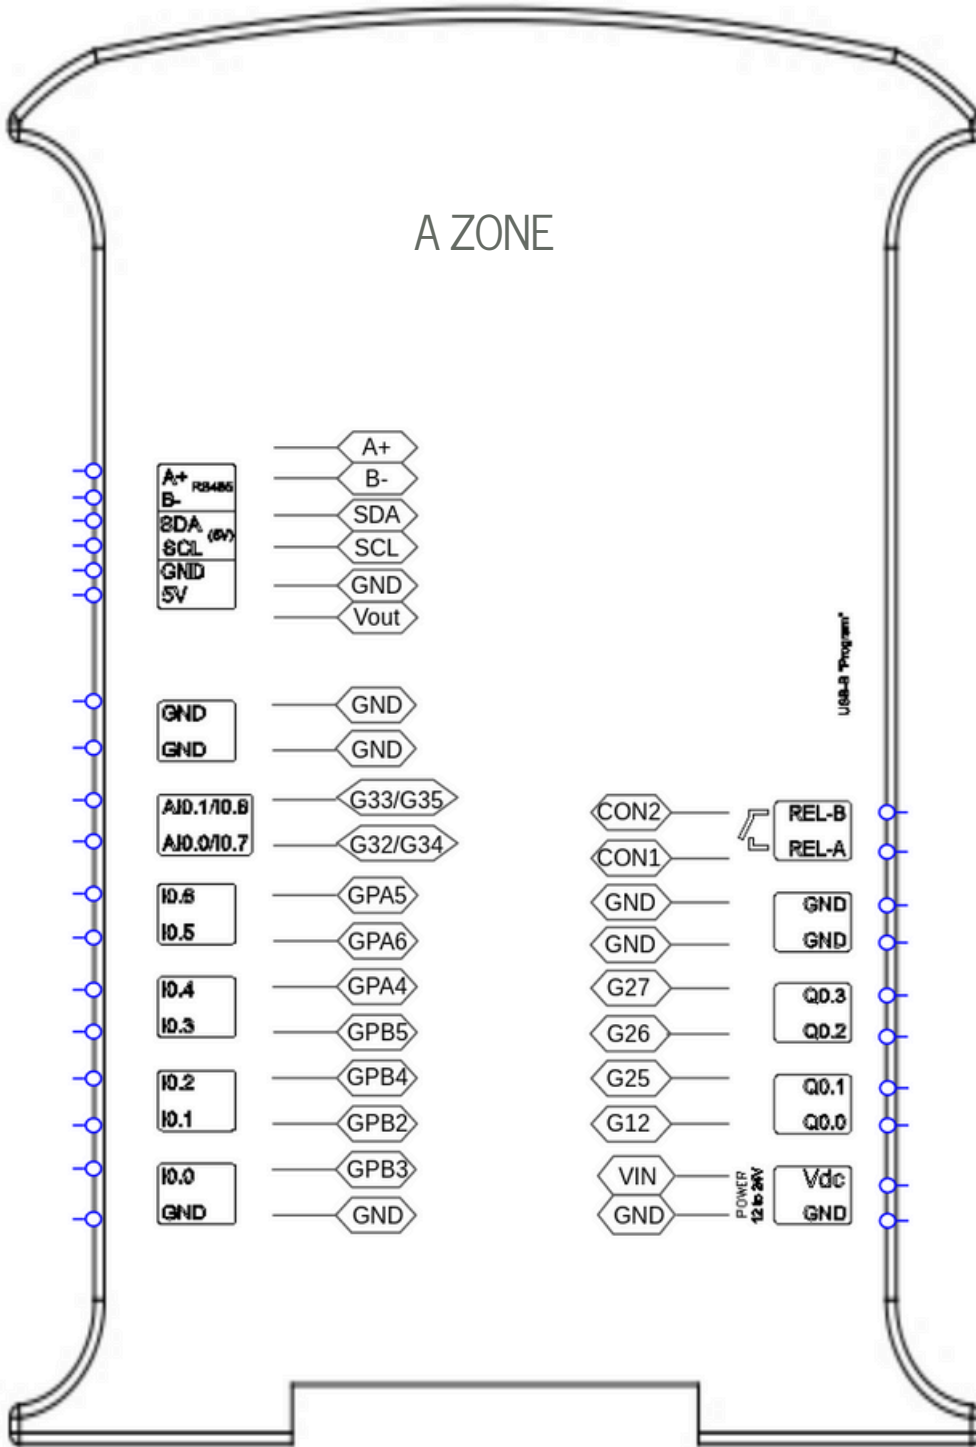 A ZONE
A+ RS485
B-
SDA (5V)
SCL
GND
5V
A+
B-
SDA
SCL
GND
Vout
GND
GND
GND
GND
AI0.1/I0.8
AI0.0/I0.7
G33/G35
G32/G34
I0.6
I0.5
GPA5
GPA6
I0.4
I0.3
GPA4
GPB5
I0.2
I0.1
GPB4
GPB2
I0.0
GND
GPB3
GND
USB-B "Program"
CON2
CON1
REL-B
REL-A
GND
GND
GND
GND
G27
G26
Q0.3
Q0.2
G25
G12
Q0.1
Q0.0
VIN
GND
POWER
12 to 24V
Vdc
GND